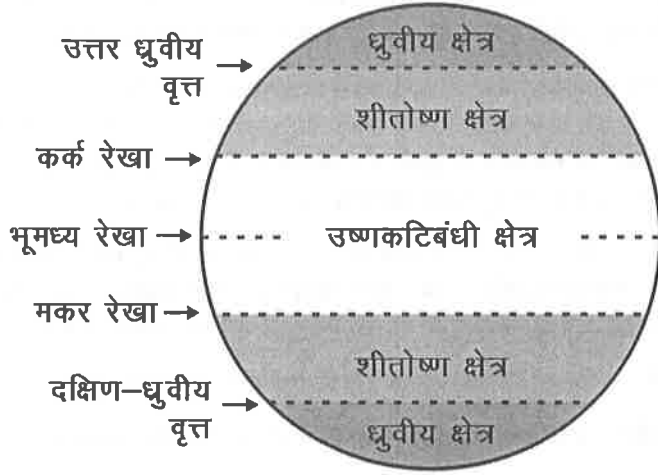 ध्रुवीय क्षेत्र
उत्तर ध्रुवीय
वृत्त
शीतोष्ण क्षेत्र
कर्क रेखा
भूमध्य रेखा
उष्णकटिबंधी क्षेत्र
मकर रेखा
शीतोष्ण क्षेत्र
दक्षिण–ध्रुवीय
वृत्त
ध्रुवीय क्षेत्र